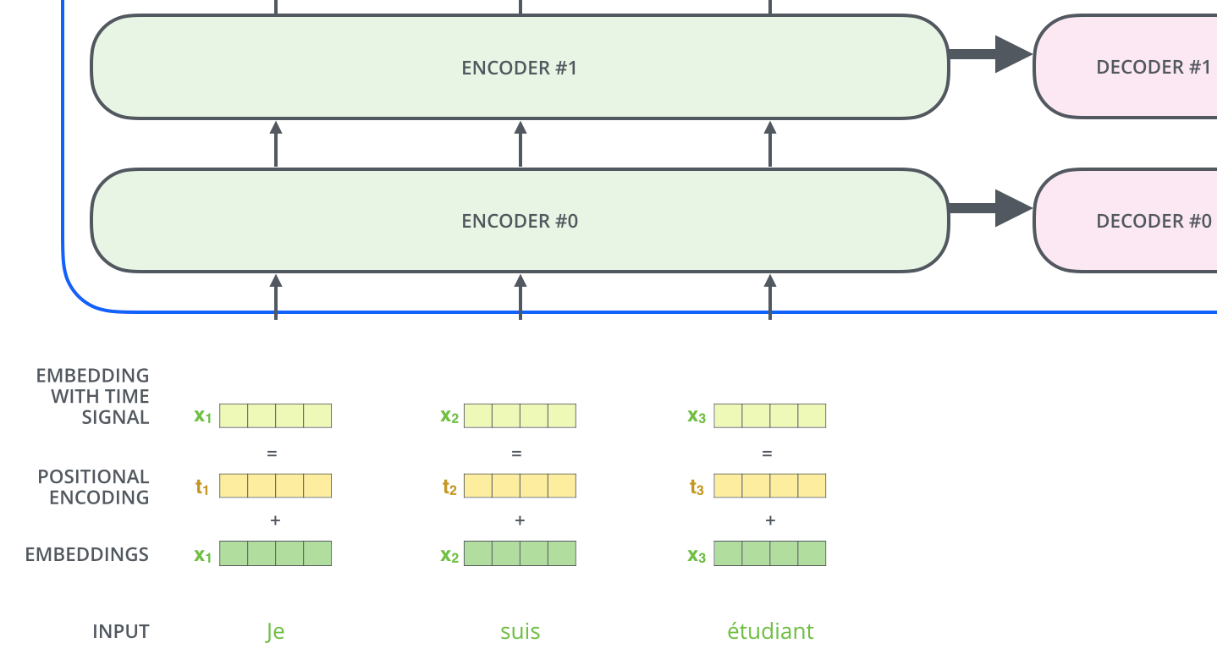 ENCODER #1
DECODER #1
ENCODER #0
DECODER #0
EMBEDDING
WITH TIME
SIGNAL
x₁ x₂ x₃
= = =
POSITIONAL
ENCODING
t₁ t₂ t₃
+ + +
EMBEDDINGS x₁ x₂ x₃
INPUT Je suis étudiant